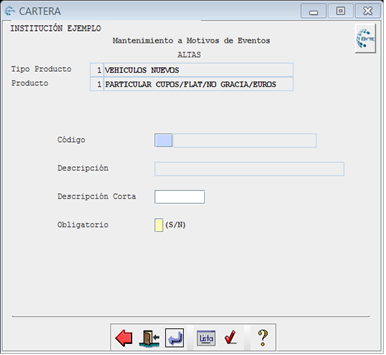 CARTERA
INSTITUCIÓN EJEMPLO
Mantenimiento a Motivos de Eventos
ALTAS
Tipo Producto 1 VEHICULOS NUEVOS
Producto 1 PARTICULAR CUPOS/FLAT/NO GRACIA/EUROS
Código
Descripción
Descripción Corta
Obligatorio (S/N)
Lista ?